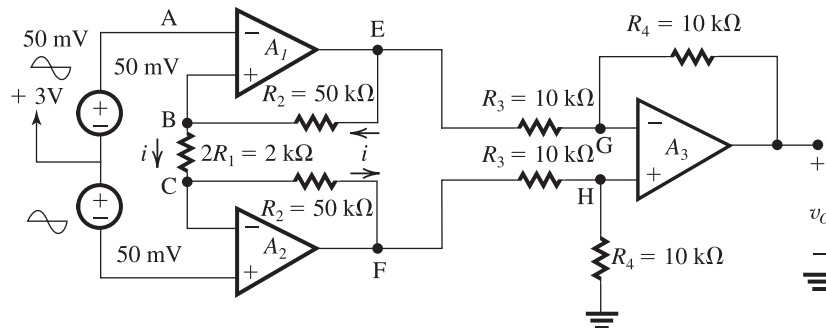 A
E
R4 = 10 kΩ
50 mV
−
A1
50 mV
+
R2 = 50 kΩ
R3 = 10 kΩ
+ 3V
+
−
B
G
−
i
2R1 = 2 kΩ
i
R3 = 10 kΩ
A3
C
H
+
+
+
−
R2 = 50 kΩ
−
A2
vO
50 mV
+
F
R4 = 10 kΩ
−